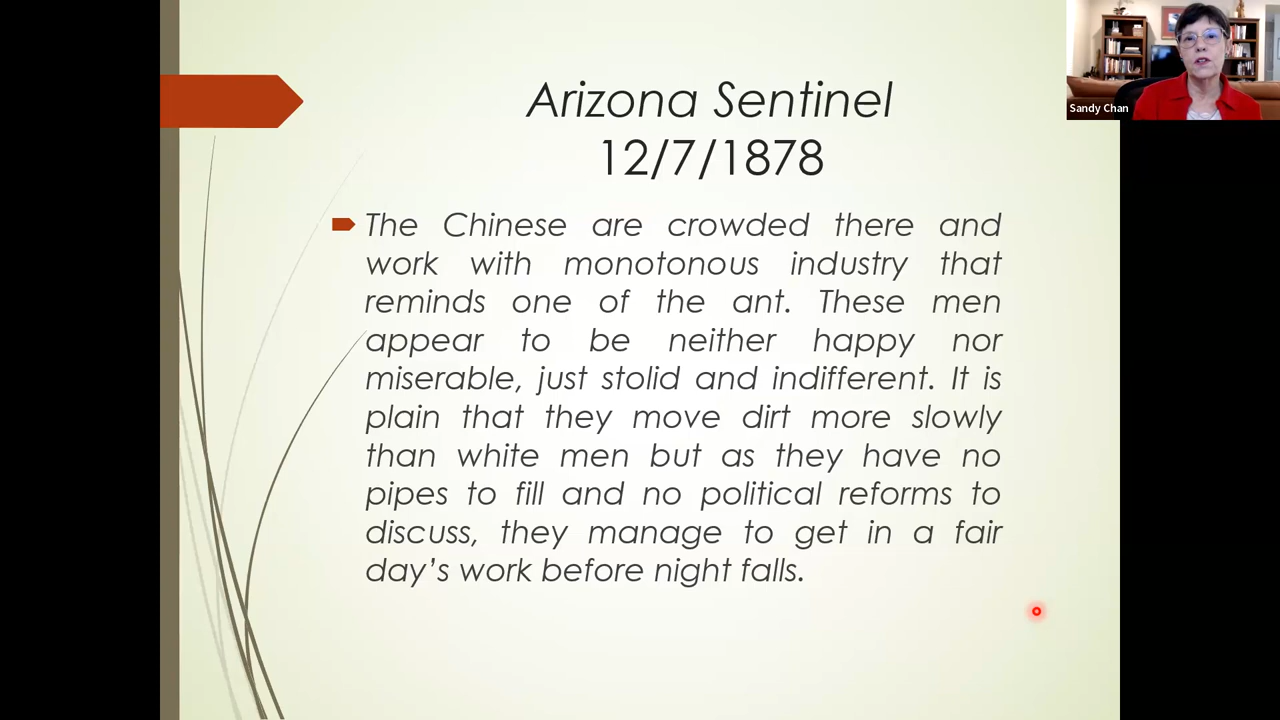 Arizona Sentinel
12/7/1878
The Chinese are crowded there and
work with monotonous industry that
reminds one of the ant. These men
appear to be neither happy nor
miserable, just stolid and indifferent. It is
plain that they move dirt more slowly
than white men but as they have no
pipes to fill and no political reforms to
discuss, they manage to get in a fair
day’s work before night falls.
Sandy Chan